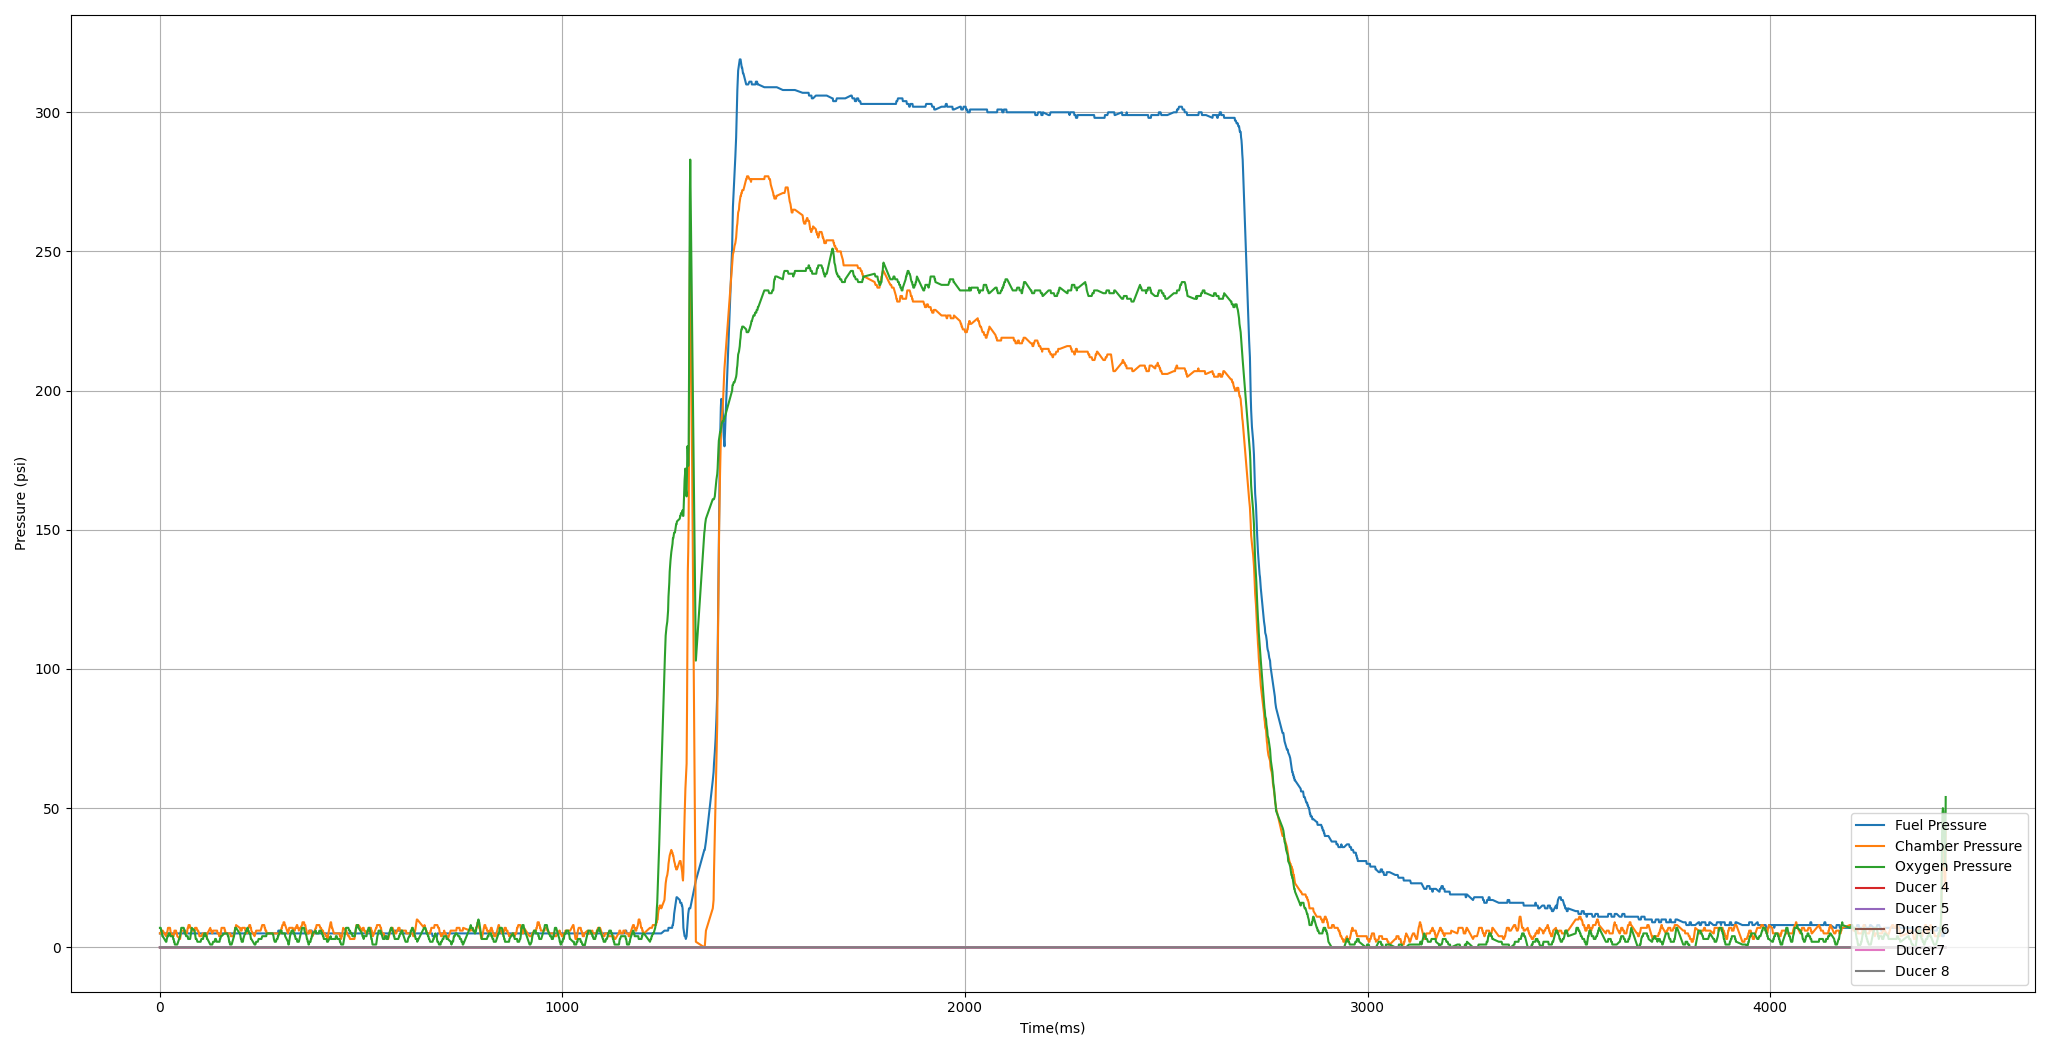 300
250
200
150
100
50
0
Pressure (psi)
0 1000 2000 3000 4000
Time(ms)
Fuel Pressure
Chamber Pressure
Oxygen Pressure
Ducer 4
Ducer 5
Ducer 6
Ducer7
Ducer 8